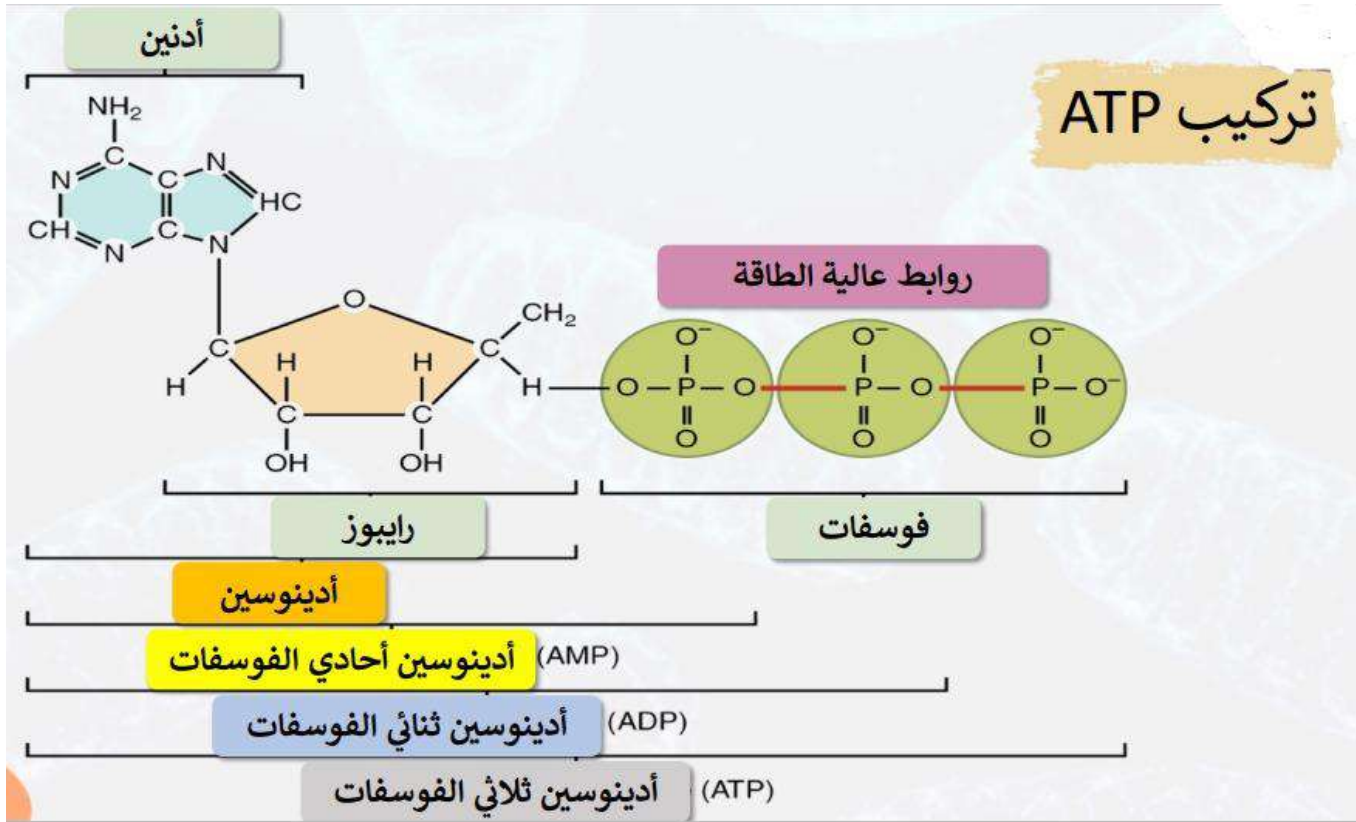 أدنين
تركيب ATP
NH₂
C
N
C
N
HC
CH
N
C
N
روابط عالية الطاقة
O
CH₂
O⁻
O⁻
O⁻
C
C
H
H
H
H
O
P
O
P
O
P
O⁻
C
C
O
O
O
OH
OH
رايبوز
فوسفات
أدينوسين
أدينوسين أحادي الفوسفات (AMP)
أدينوسين ثنائي الفوسفات (ADP)
أدينوسين ثلاثي الفوسفات (ATP)